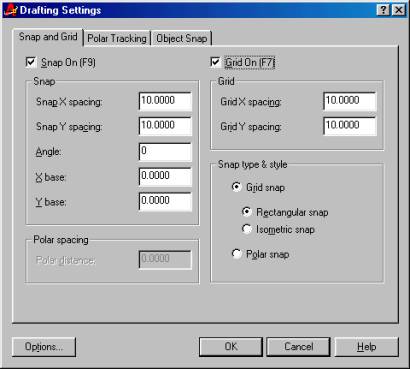 Drafting Settings
Snap and Grid
Polar Tracking
Object Snap
Snap On (F9)
Grid On (F7)
Snap
Snap X spacing: 10.0000
Snap Y spacing: 10.0000
Angle: 0
X base: 0.0000
Y base: 0.0000
Polar spacing
Polar distance: 0.0000
Grid
Grid X spacing: 10.0000
Grid Y spacing: 10.0000
Snap type & style
Grid snap
Rectangular snap
Isometric snap
Polar snap
Options...
OK
Cancel
Help